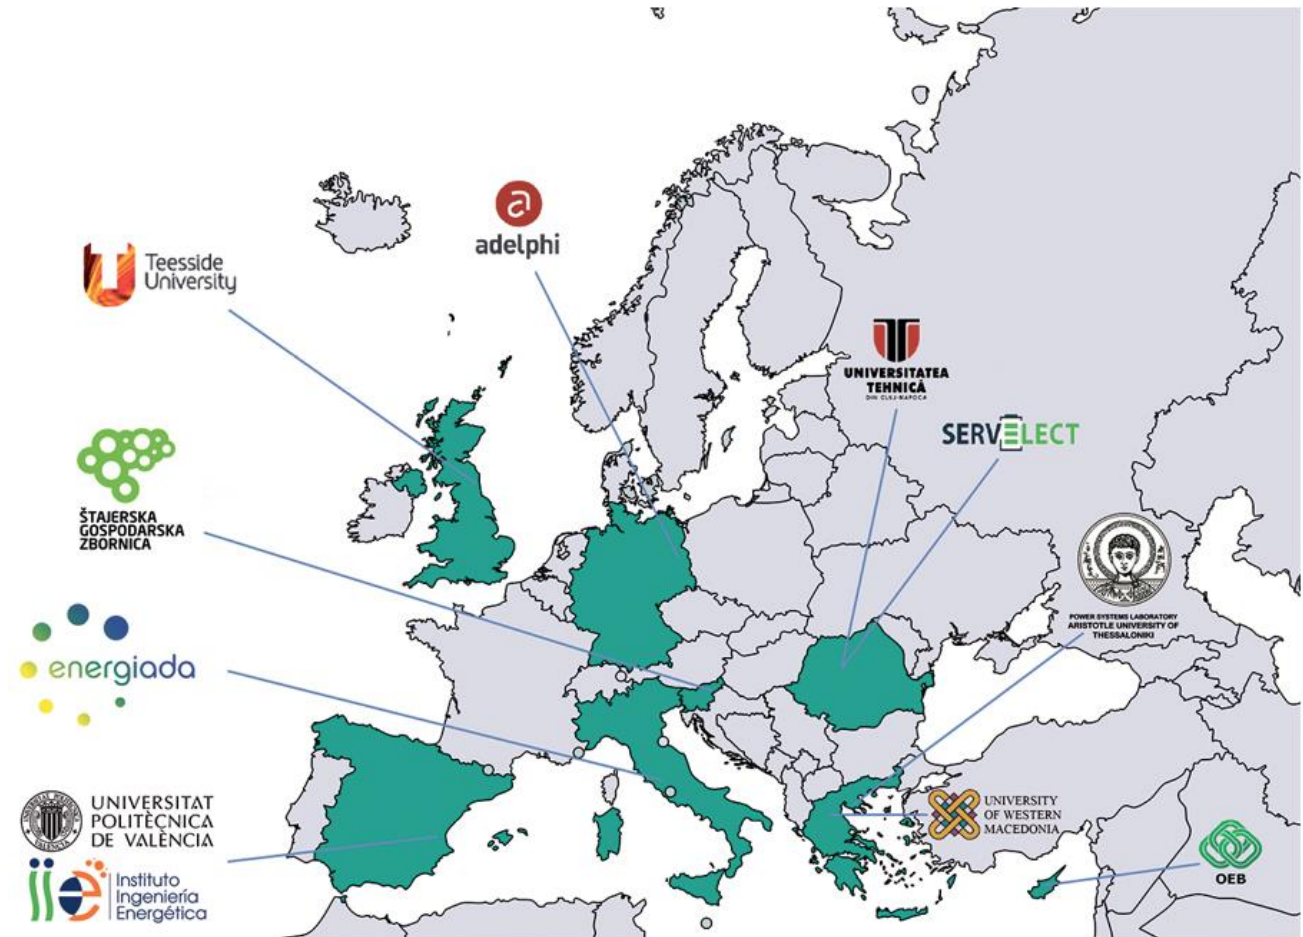 adelphi
Teesside
University
UNIVERSITATEA
TEHNICĂ
DIN CLUJ-NAPOCA
SERVELECT
ŠTAJERSKA
GOSPODARSKA
ZBORNICA
POWER SYSTEMS LABORATORY
ARISTOTLE UNIVERSITY OF
THESSALONIKI
energiada
UNIVERSITY
OF WESTERN
MACEDONIA
UNIVERSITAT
POLITÈCNICA
DE VALÈNCIA
OEB
iie
Instituto
Ingeniería
Energética